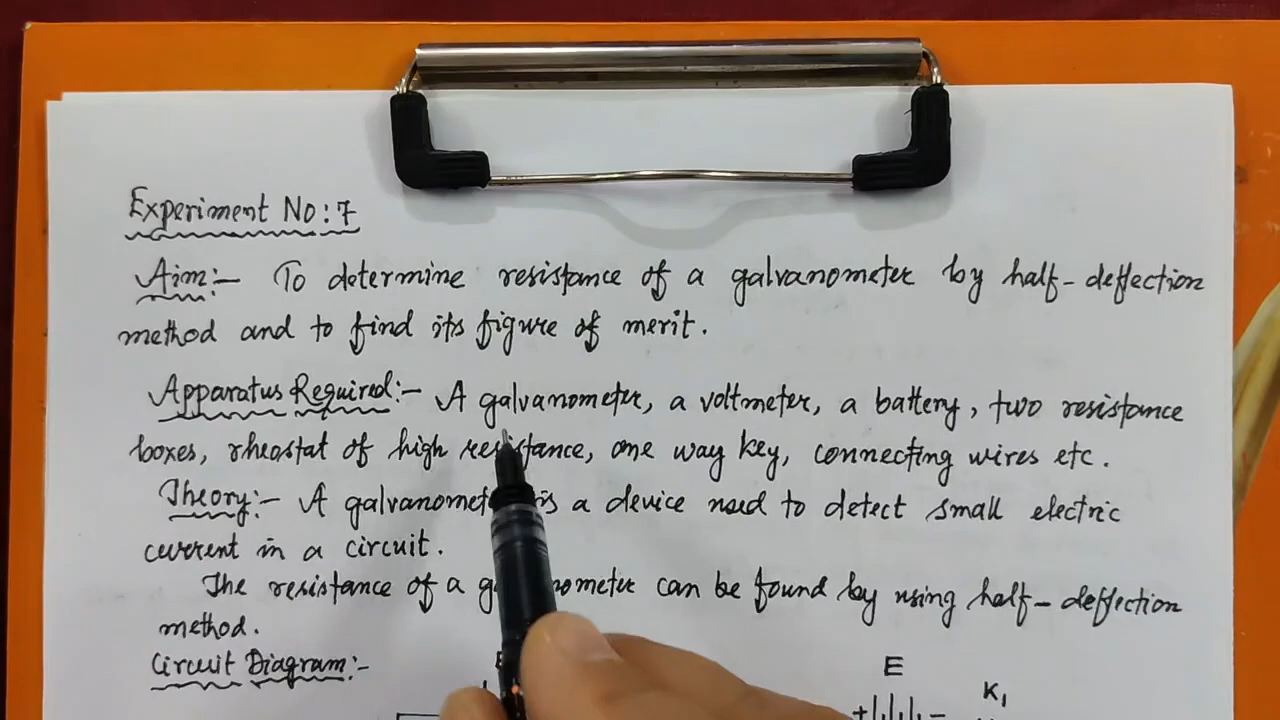 Experiment No: 7
Aim:- To determine resistance of a galvanometer by half-deflection
method and to find its figure of merit.
Apparatus Required:- A galvanometer, a voltmeter, a battery, two resistance
boxes, rheostat of high resistance, one way key, connecting wires etc.
Theory:- A galvanomet is a device used to detect small electric
current in a circuit.
The resistance of a g nometer can be found by using half-deflection
method.
Circuit Diagram:-
E
K₁
+ −